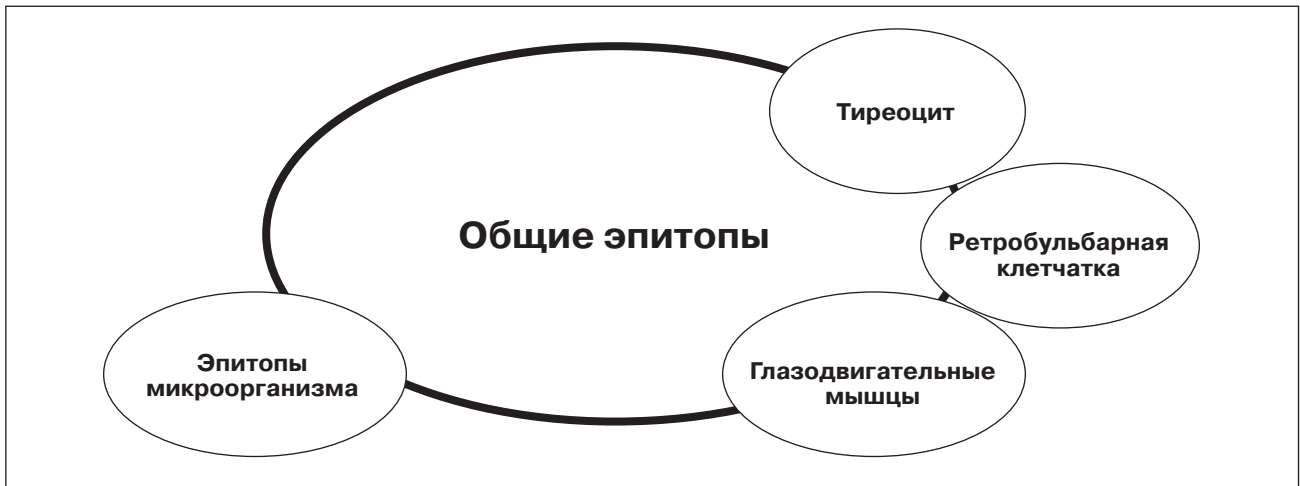 Тиреоцит
Общие эпитопы
Ретробульбарная
клетчатка
Эпитопы
микроорганизма
Глазодвигательные
мышцы